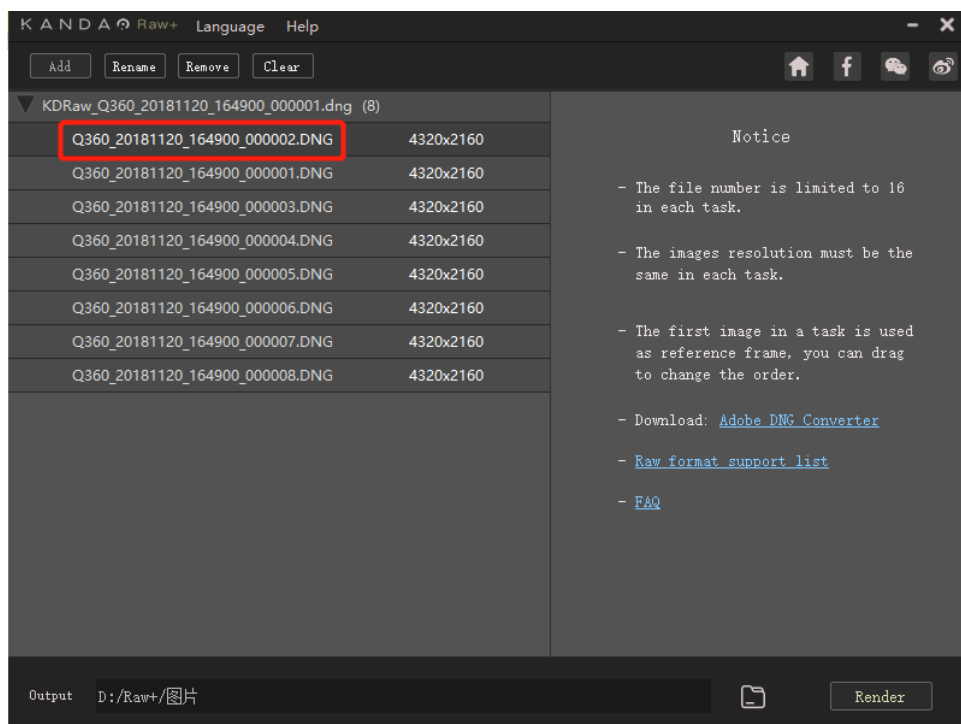 KANDAO Raw+ Language Help
Add Rename Remove Clear
KDRaw_Q360_20181120_164900_000001.dng (8)
Q360_20181120_164900_000002.DNG 4320x2160
Q360_20181120_164900_000001.DNG 4320x2160
Q360_20181120_164900_000003.DNG 4320x2160
Q360_20181120_164900_000004.DNG 4320x2160
Q360_20181120_164900_000005.DNG 4320x2160
Q360_20181120_164900_000006.DNG 4320x2160
Q360_20181120_164900_000007.DNG 4320x2160
Q360_20181120_164900_000008.DNG 4320x2160
Notice
- The file number is limited to 16
in each task.
- The images resolution must be the
same in each task.
- The first image in a task is used
as reference frame, you can drag
to change the order.
- Download: Adobe DNG Converter
- Raw format support list
- FAQ
Output D:/Raw+/图片
Render